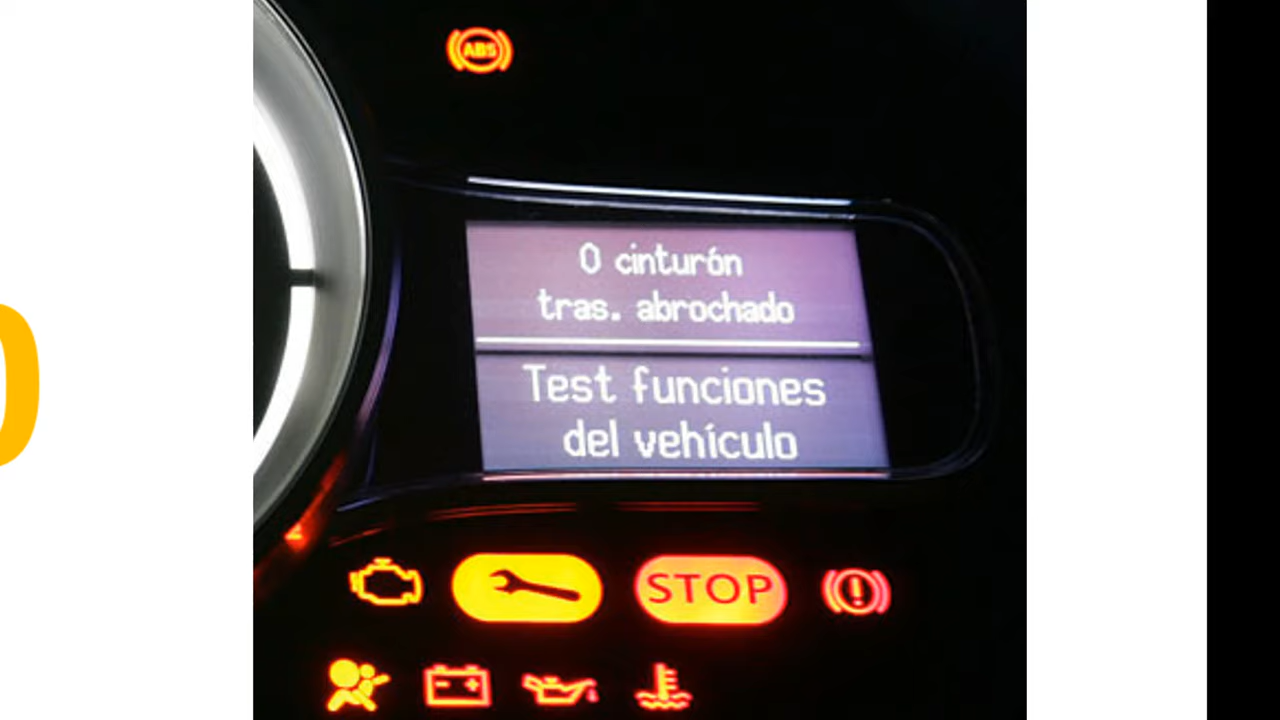 ABS
0 cinturón
tras. abrochado
Test funciones
del vehículo
STOP